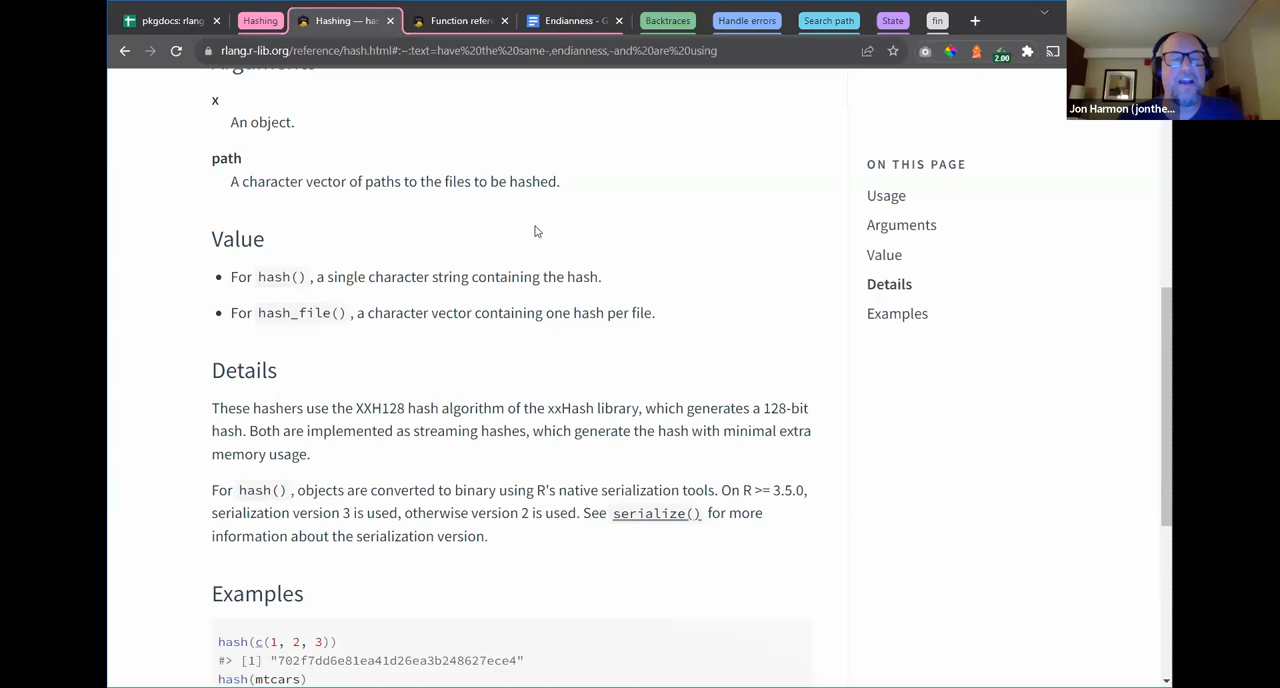 pkgdocs: rlang
Hashing
Hashing — has
Function refere
Endianness - G
Backtraces
Handle errors
Search path
State
fin
rlang.r-lib.org/reference/hash.html#:~:text=have%20the%20same-,endianness,-and%20are%20using
2.00
Jon Harmon (jonthe...
Arguments
x
An object.
path
A character vector of paths to the files to be hashed.
Value
• For hash() , a single character string containing the hash.
• For hash_file() , a character vector containing one hash per file.
Details
These hashers use the XXH128 hash algorithm of the xxHash library, which generates a 128-bit
hash. Both are implemented as streaming hashes, which generate the hash with minimal extra
memory usage.
For hash() , objects are converted to binary using R's native serialization tools. On R >= 3.5.0,
serialization version 3 is used, otherwise version 2 is used. See serialize() for more
information about the serialization version.
Examples
hash(c(1, 2, 3))
#> [1] "702f7dd6e81ea41d26ea3b248627ece4"
hash(mtcars)
ON THIS PAGE
Usage
Arguments
Value
Details
Examples